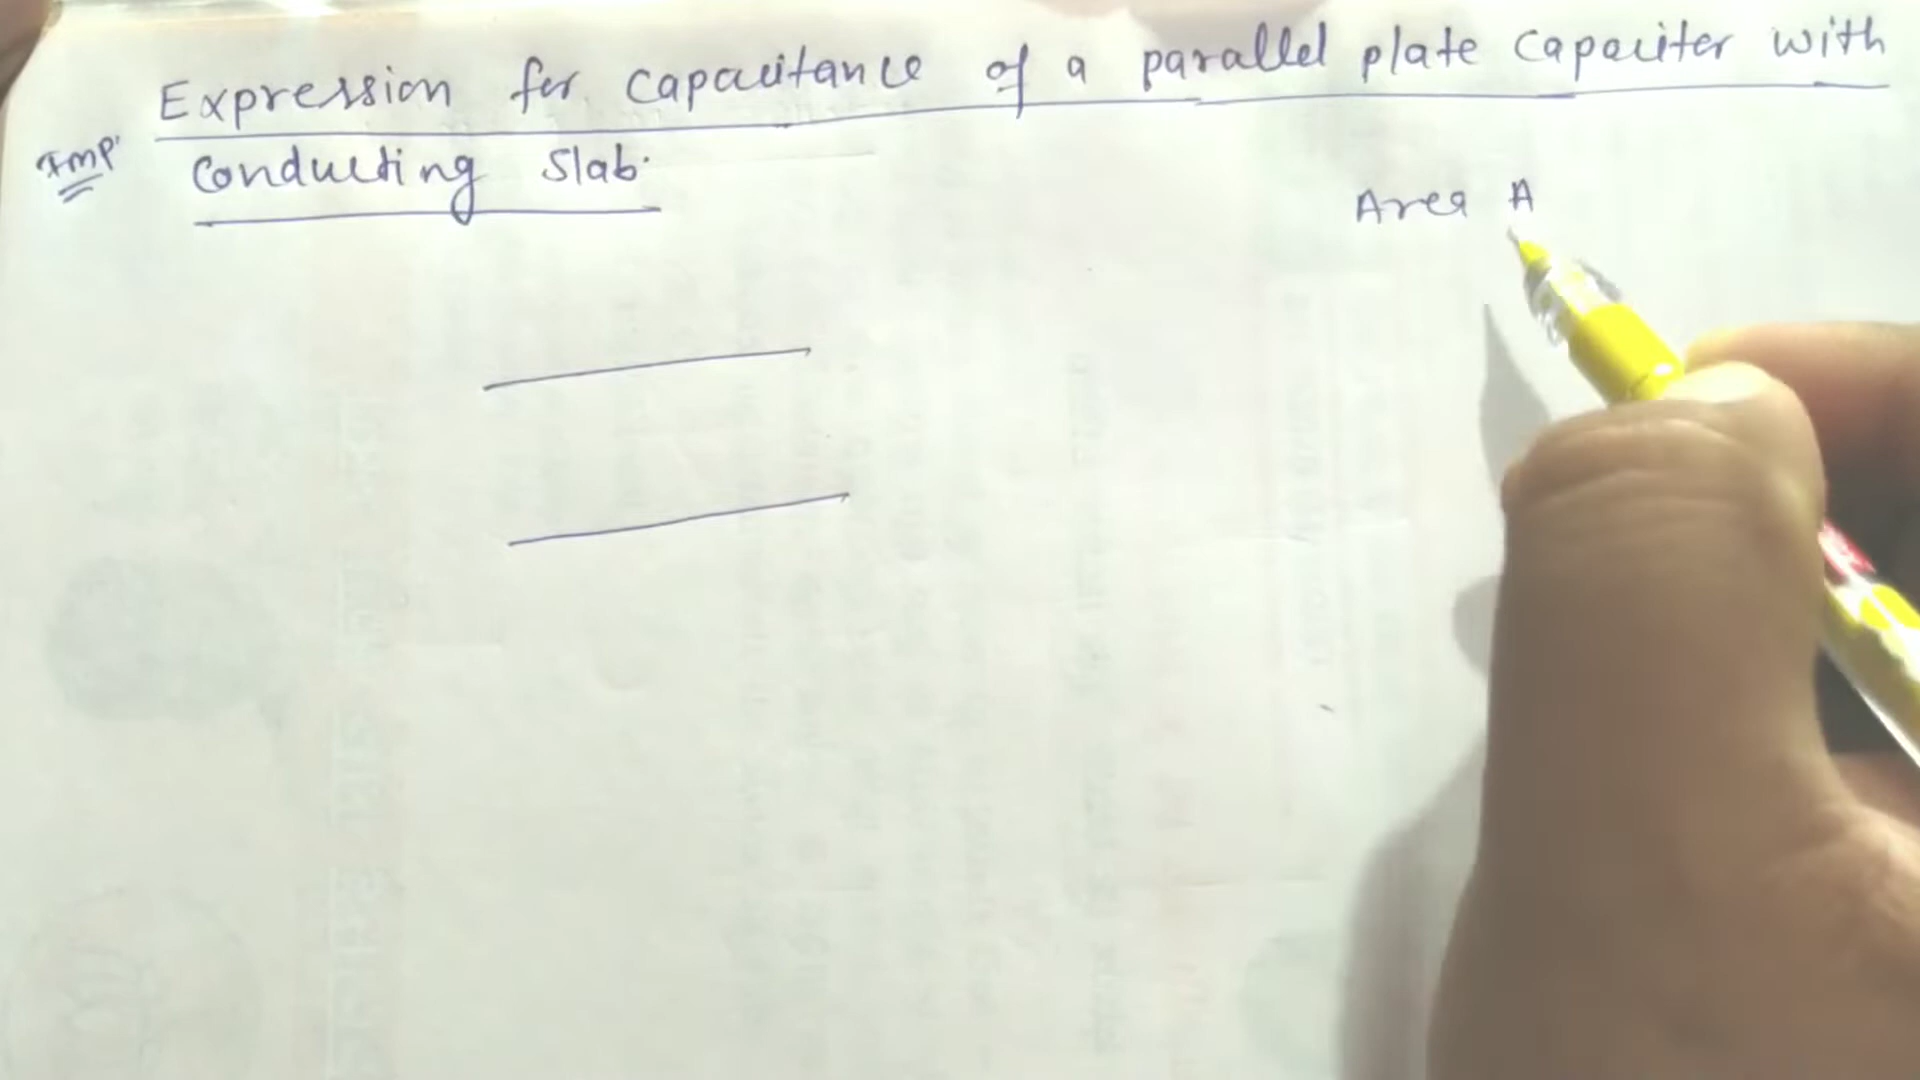 Expression for capacitance of a parallel plate capacitor with
IMP.
Conducting Slab.
Area A